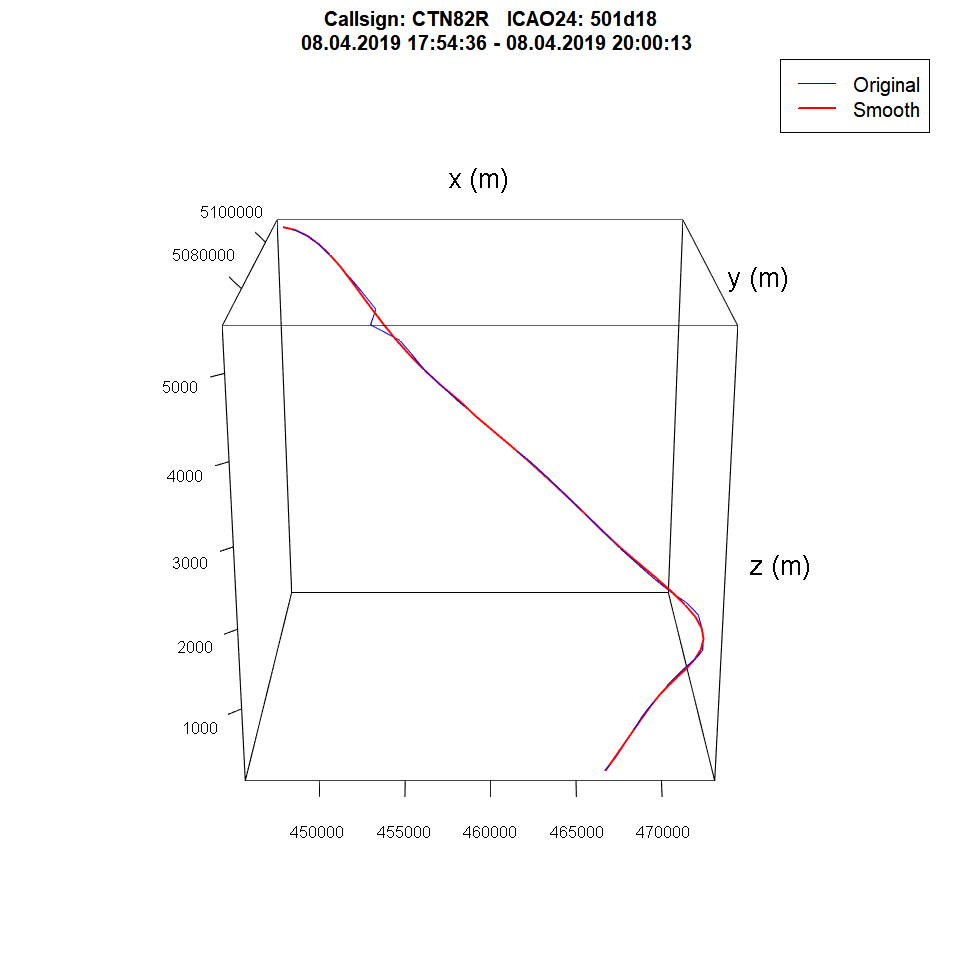 Callsign: CTN82R   ICAO24: 501d18
08.04.2019 17:54:36 - 08.04.2019 20:00:13
Original
Smooth
x (m)
5100000
5080000
y (m)
5000
4000
3000
z (m)
2000
1000
450000 455000 460000 465000 470000